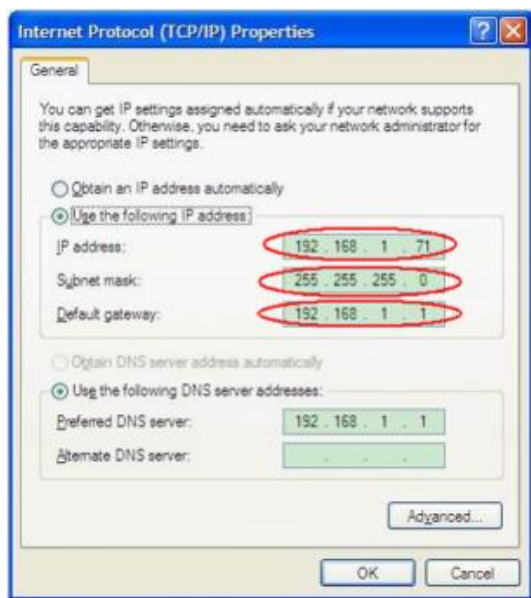 Internet Protocol (TCP/IP) Properties
General
You can get IP settings assigned automatically if your network supports
this capability. Otherwise, you need to ask your network administrator for
the appropriate IP settings.
Obtain an IP address automatically
Use the following IP address:
IP address: 192 . 168 . 1 . 71
Subnet mask: 255 . 255 . 255 . 0
Default gateway: 192 . 168 . 1 . 1
Obtain DNS server address automatically
Use the following DNS server addresses:
Preferred DNS server: 192 . 168 . 1 . 1
Alternate DNS server: . . .
Advanced...
OK Cancel